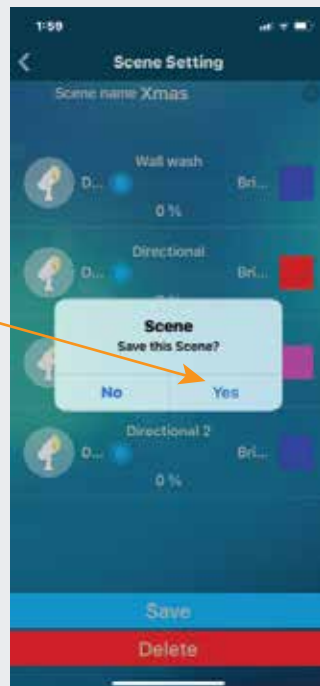 1:59
Scene Setting
Scene name Xmas
Wall wash
D... Bri...
0 %
Directional
D... Bri...
Scene
Save this Scene?
No Yes
Directional 2
D... Bri...
0 %
Save
Delete